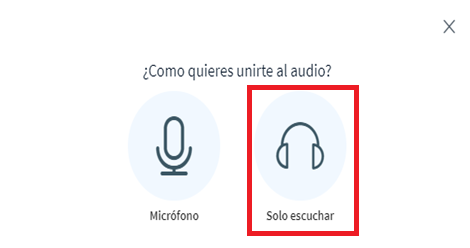 ¿Como quieres unirte al audio?
Micrófono
Solo escuchar